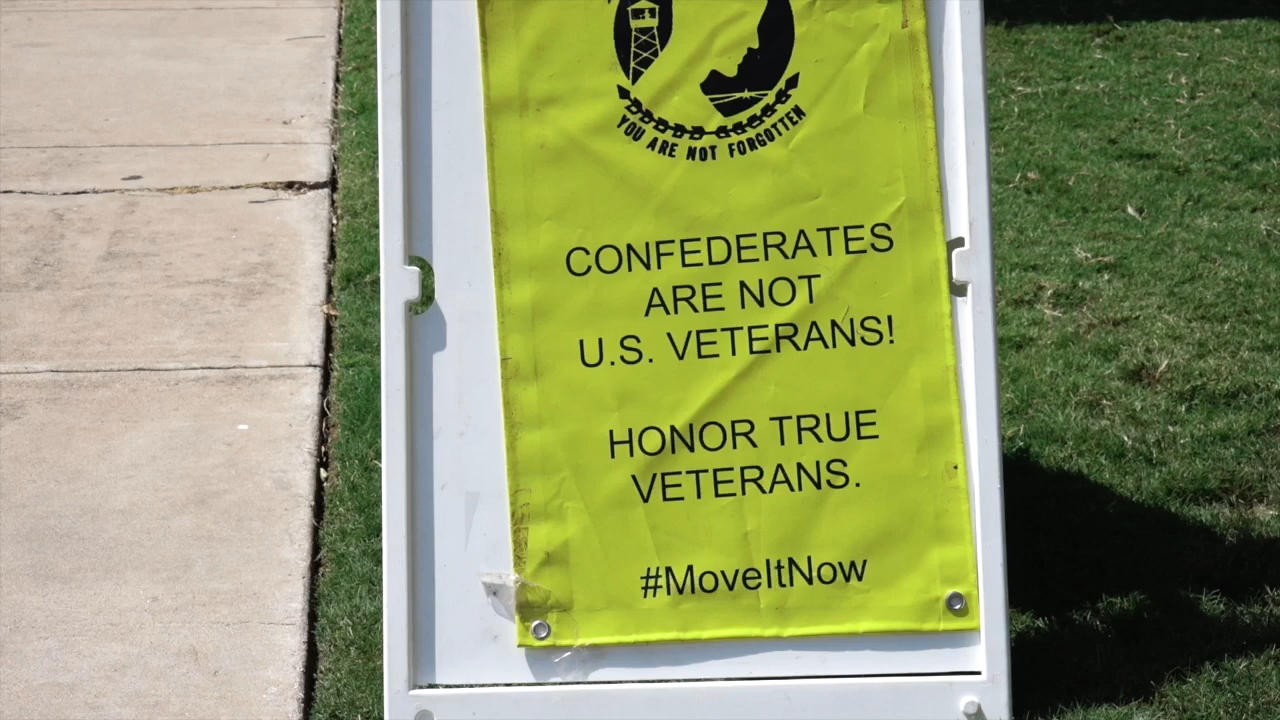 YOU ARE NOT FORGOTTEN
CONFEDERATES
ARE NOT
U.S. VETERANS!
HONOR TRUE
VETERANS.
#MoveItNow